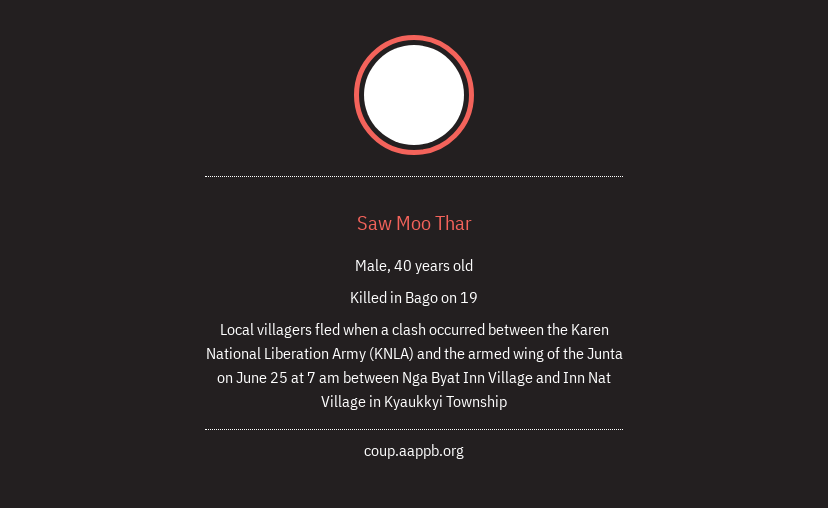 Saw Moo Thar
Male, 40 years old
Killed in Bago on 19
Local villagers fled when a clash occurred between the Karen
National Liberation Army (KNLA) and the armed wing of the Junta
on June 25 at 7 am between Nga Byat Inn Village and Inn Nat
Village in Kyaukkyi Township
coup.aappb.org